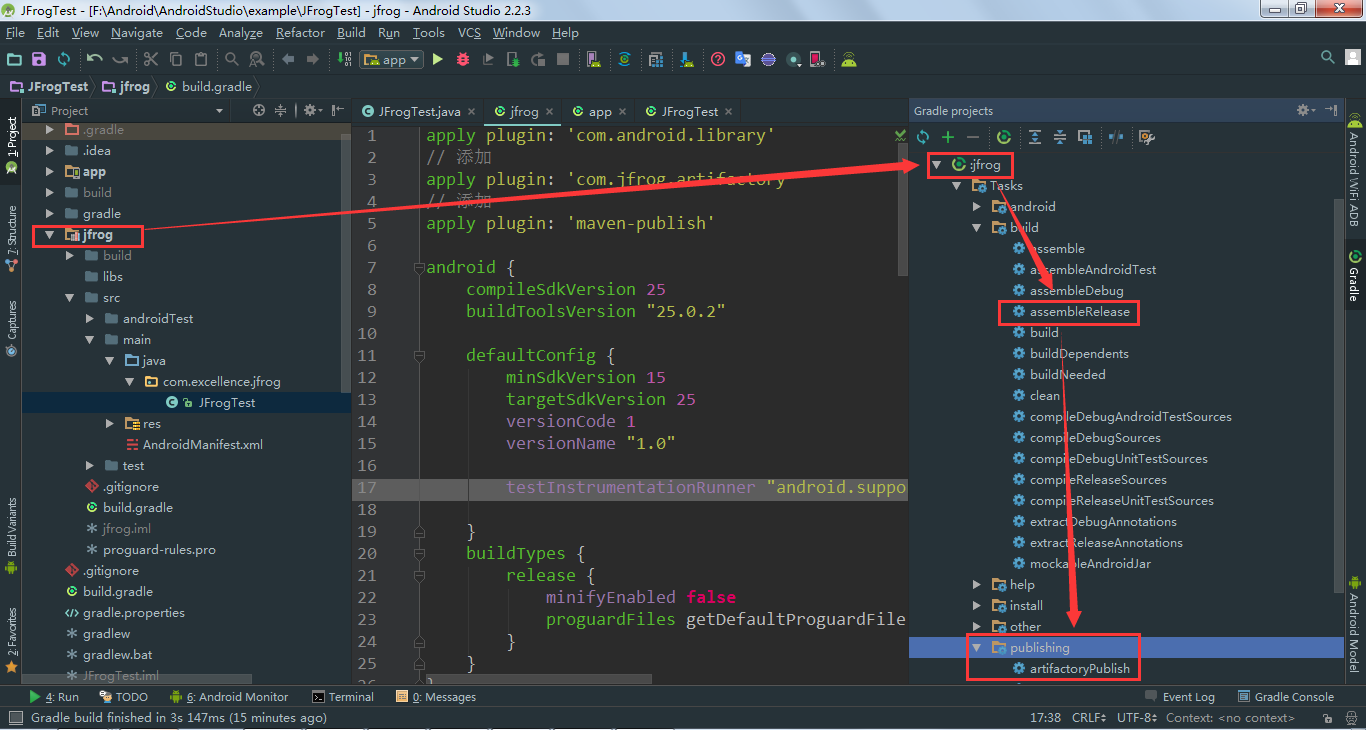 JFrogTest - [F:\Android\AndroidStudio\example\JFrogTest] - jfrog - Android Studio 2.2.3
File Edit View Navigate Code Analyze Refactor Build Run Tools VCS Window Help
app
JFrogTest jfrog build.gradle
Project
1: Project
7: Structure
Captures
Build Variants
2: Favorites
.gradle
.idea
app
build
gradle
jfrog
build
libs
src
androidTest
main
java
com.excellence.jfrog
JFrogTest
res
AndroidManifest.xml
test
.gitignore
build.gradle
jfrog.iml
proguard-rules.pro
.gitignore
build.gradle
gradle.properties
gradlew
gradlew.bat
JFrogTest.iml
JFrogTest.java jfrog app JFrogTest
1 apply plugin: 'com.android.library'
2 // 添加
3 apply plugin: 'com.jfrog.artifactory
4 // 添加
5 apply plugin: 'maven-publish'
6
7 android {
8 compileSdkVersion 25
9 buildToolsVersion "25.0.2"
10
11 defaultConfig {
12 minSdkVersion 15
13 targetSdkVersion 25
14 versionCode 1
15 versionName "1.0"
16
17 testInstrumentationRunner "android.suppo
18
19 }
20 buildTypes {
21 release {
22 minifyEnabled false
23 proguardFiles getDefaultProguardFile
24 }
25 }
Gradle projects
:jfrog
Tasks
android
build
assemble
assembleAndroidTest
assembleDebug
assembleRelease
build
buildDependents
buildNeeded
clean
compileDebugAndroidTestSources
compileDebugSources
compileDebugUnitTestSources
compileReleaseSources
compileReleaseUnitTestSources
extractDebugAnnotations
extractReleaseAnnotations
mockableAndroidJar
help
install
other
publishing
artifactoryPublish
Android WiFi ADB
Gradle
Android Model
4: Run TODO 6: Android Monitor Terminal 0: Messages Event Log Gradle Console
Gradle build finished in 3s 147ms (15 minutes ago) 17:38 CRLF UTF-8 Context: <no context>